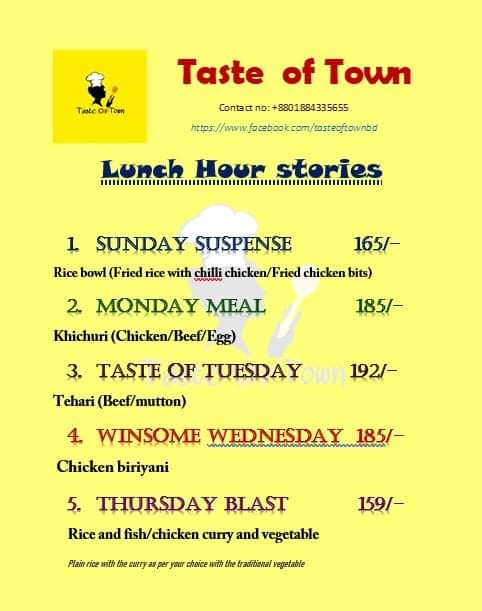 Taste of Town
Taste Of Town
Contact no: +8801884335655
https://www.facebook.com/tasteoftownbd
Lunch Hour stories
1. SUNDAY SUSPENSE 165/-
Rice bowl (Fried rice with chilli chicken/Fried chicken bits)
2. MONDAY MEAL 185/-
Khichuri (Chicken/Beef/Egg)
Taste Of Town
3. TASTE OF TUESDAY 192/-
Tehari (Beef/mutton)
4. WINSOME WEDNESDAY 185/-
Chicken biriyani
5. THURSDAY BLAST 159/-
Rice and fish/chicken curry and vegetable
Plain rice with the curry as per your choice with the traditional vegetable